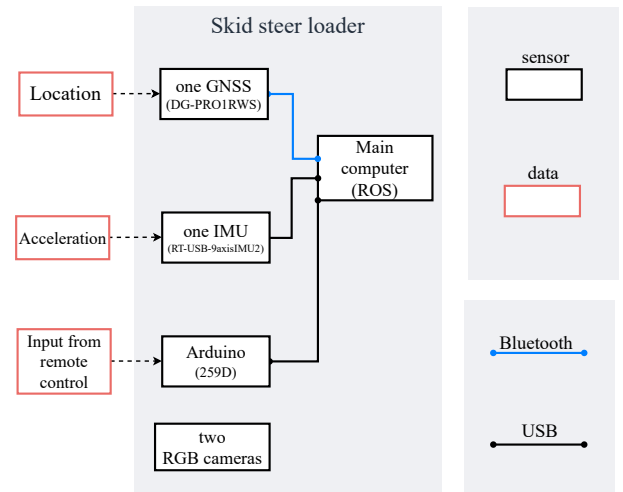 Skid steer loader
Location
one GNSS
(DG-PRO1RWS)
Main
computer
(ROS)
Acceleration
one IMU
(RT-USB-9axisIMU2)
Input from
remote
control
Arduino
(259D)
two
RGB cameras
sensor
data
Bluetooth
USB